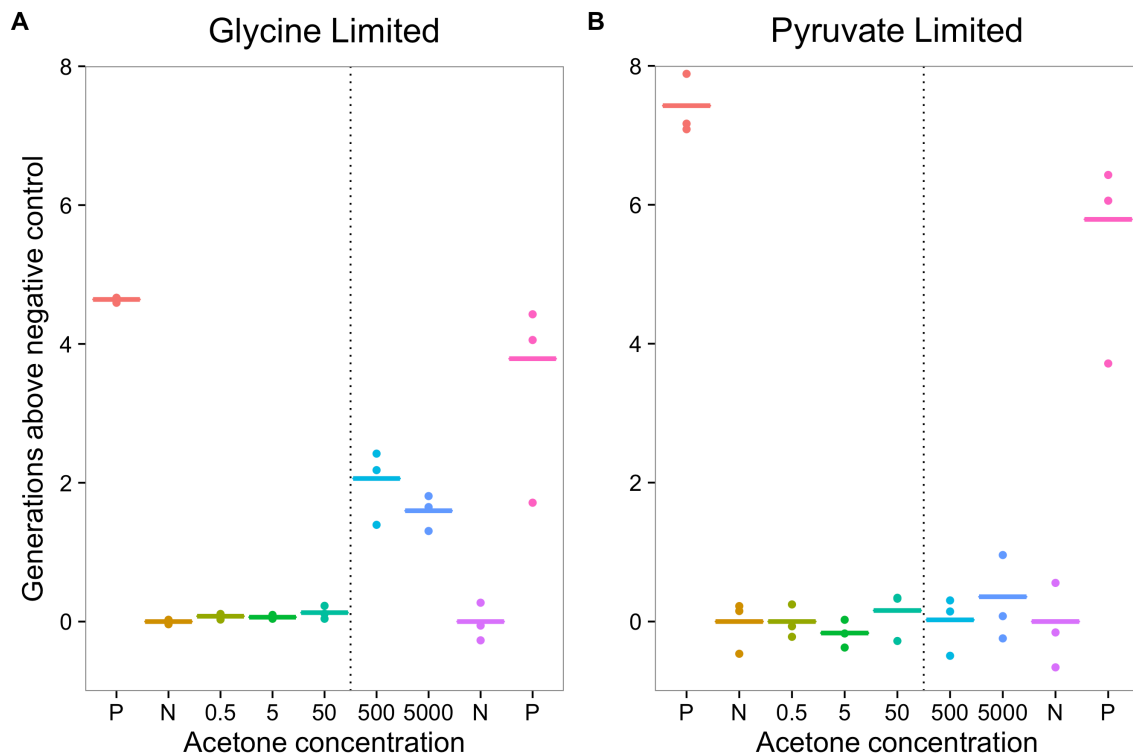 A
Glycine Limited
Generations above negative control
8
6
4
2
0
P N 0.5 5 50 500 5000 N P
Acetone concentration
B
Pyruvate Limited
8
6
4
2
0
P N 0.5 5 50 500 5000 N P
Acetone concentration